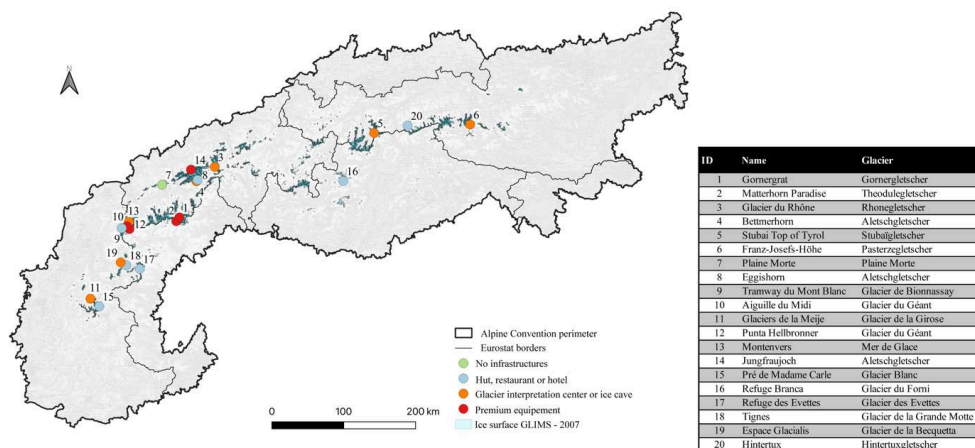 N
20
6
5
14
3
7
8
16
4
13
2
1
10
12
9
19
18
17
11
15
Alpine Convention perimeter
Eurostat borders
No infrastructures
Hut, restaurant or hotel
Glacier interpretation center or ice cave
Premium equipement
Ice surface GLIMS - 2007
0 100 200 km
ID Name Glacier
1 Gornergrat Gornergletscher
2 Matterhorn Paradise Theodulegletscher
3 Glacier du Rhône Rhonegletscher
4 Bettmerhorn Aletschgletscher
5 Stubai Top of Tyrol Stubaïgletscher
6 Franz-Josefs-Höhe Pasterzegletscher
7 Plaine Morte Plaine Morte
8 Eggishorn Aletschgletscher
9 Tramway du Mont Blanc Glacier de Bionnassay
10 Aiguille du Midi Glacier du Géant
11 Glaciers de la Meije Glacier de la Girose
12 Punta Hellbronner Glacier du Géant
13 Montenvers Mer de Glace
14 Jungfraujoch Aletschgletscher
15 Pré de Madame Carle Glacier Blanc
16 Refuge Branca Glacier du Forni
17 Refuge des Evettes Glacier des Evettes
18 Tignes Glacier de la Grande Motte
19 Espace Glacialis Glacier de la Becquetta
20 Hintertux Hintertuxgletscher